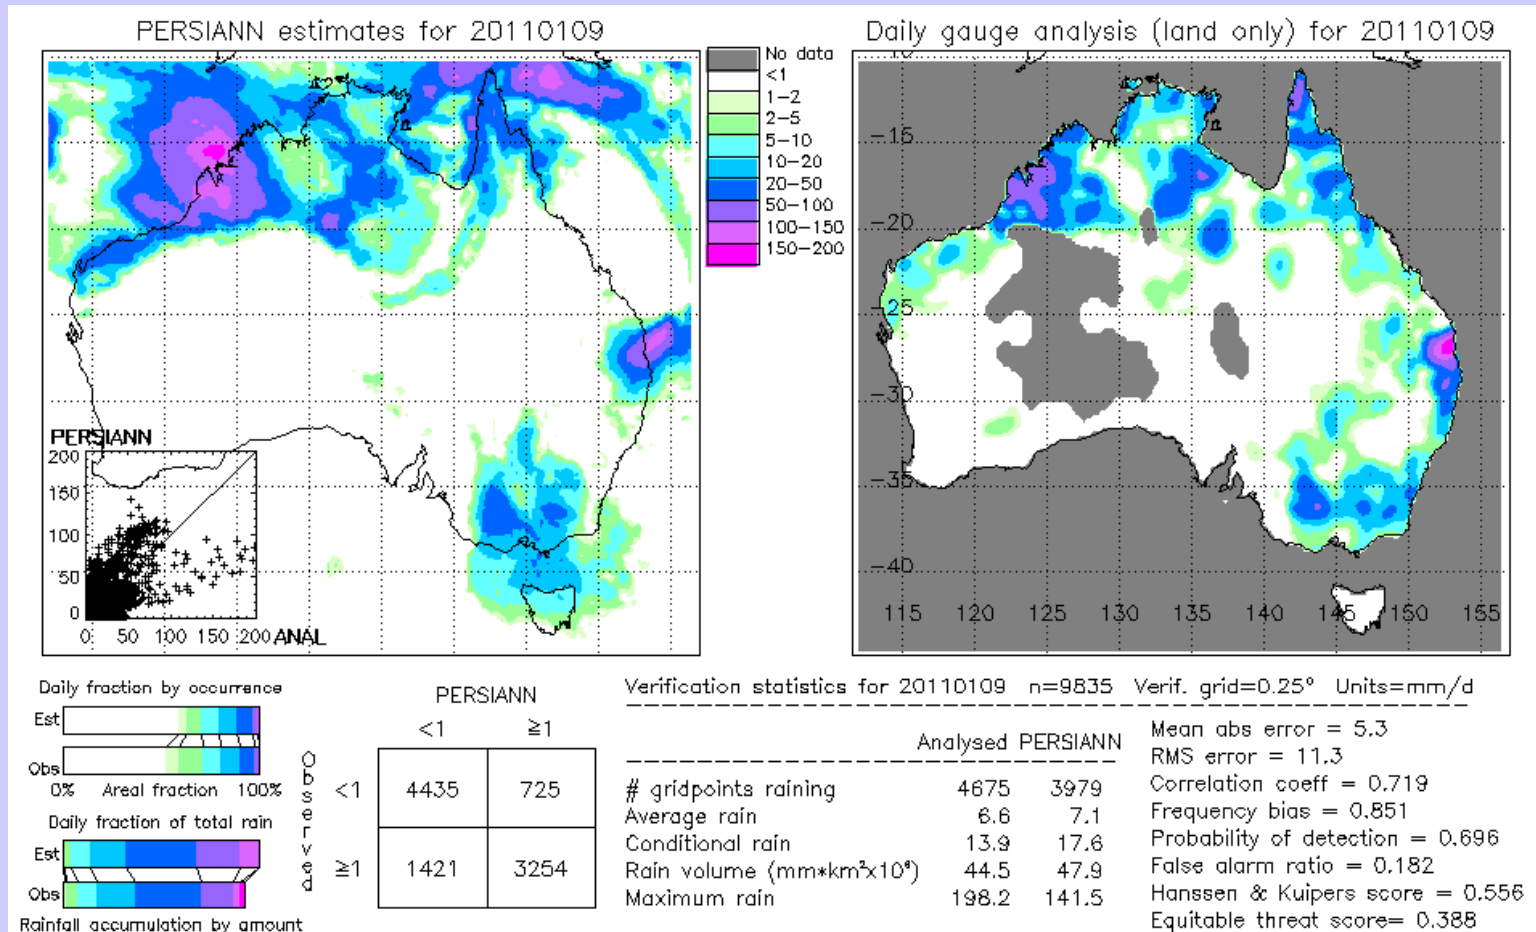 PERSIANN estimates for 20110109
Daily gauge analysis (land only) for 20110109
No data
<1
1-2
2-5
5-10
10-20
20-50
50-100
100-150
150-200
-15
-20
-25
-30
-35
-40
115 120 125 130 135 140 145 150 155
PERSIANN
200
150
100
50
0
0 50 100 150 200 ANAL
Daily fraction by occurrence
Est
Obs
0% Areal fraction 100%
Daily fraction of total rain
Est
Obs
Rainfall accumulation by amount
PERSIANN
<1 ≥1
Observed
<1 4435 725
≥1 1421 3254
Verification statistics for 20110109 n=9835 Verif. grid=0.25° Units=mm/d
Analysed PERSIANN
# gridpoints raining 4675 3979
Average rain 6.6 7.1
Conditional rain 13.9 17.6
Rain volume (mm*km²x10⁶) 44.5 47.9
Maximum rain 198.2 141.5
Mean abs error = 5.3
RMS error = 11.3
Correlation coeff = 0.719
Frequency bias = 0.851
Probability of detection = 0.696
False alarm ratio = 0.182
Hanssen & Kuipers score = 0.556
Equitable threat score= 0.388